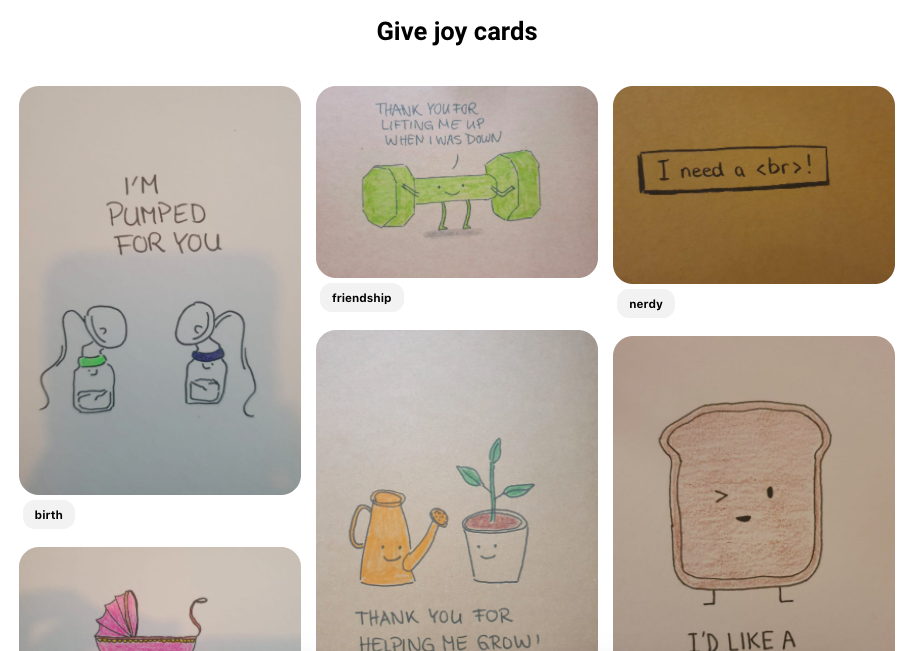 Give joy cards
I'M
PUMPED
FOR YOU
birth
THANK YOU FOR
LIFTING ME UP
WHEN I WAS DOWN
friendship
THANK YOU FOR
HELPING ME GROW!
I need a <br>!
nerdy
I'D LIKE A